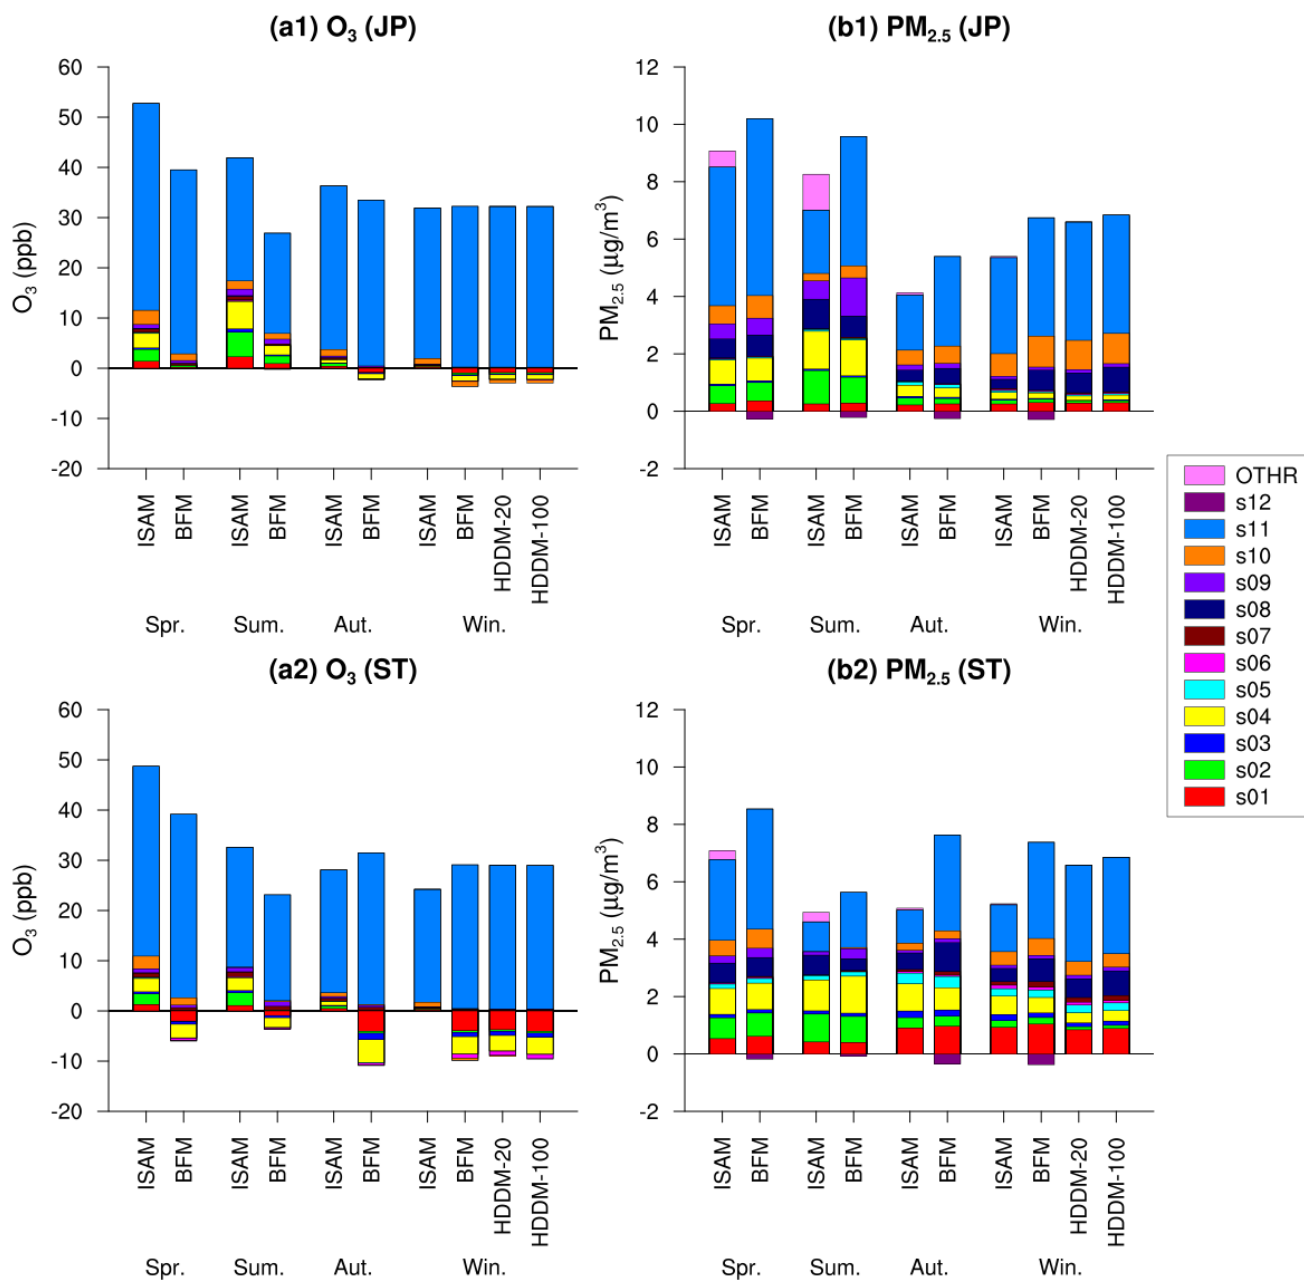 (a1) O₃ (JP)
60
50
40
30
20
10
0
-10
-20
O₃ (ppb)
ISAM
BFM
ISAM
BFM
ISAM
BFM
ISAM
BFM
HDDM-20
HDDM-100
Spr.
Sum.
Aut.
Win.
(b1) PM₂.₅ (JP)
12
10
8
6
4
2
0
-2
PM₂.₅ (μg/m³)
ISAM
BFM
ISAM
BFM
ISAM
BFM
ISAM
BFM
HDDM-20
HDDM-100
Spr.
Sum.
Aut.
Win.
OTHR
s12
s11
s10
s09
s08
s07
s06
s05
s04
s03
s02
s01
(a2) O₃ (ST)
60
50
40
30
20
10
0
-10
-20
O₃ (ppb)
ISAM
BFM
ISAM
BFM
ISAM
BFM
ISAM
BFM
HDDM-20
HDDM-100
Spr.
Sum.
Aut.
Win.
(b2) PM₂.₅ (ST)
12
10
8
6
4
2
0
-2
PM₂.₅ (μg/m³)
ISAM
BFM
ISAM
BFM
ISAM
BFM
ISAM
BFM
HDDM-20
HDDM-100
Spr.
Sum.
Aut.
Win.